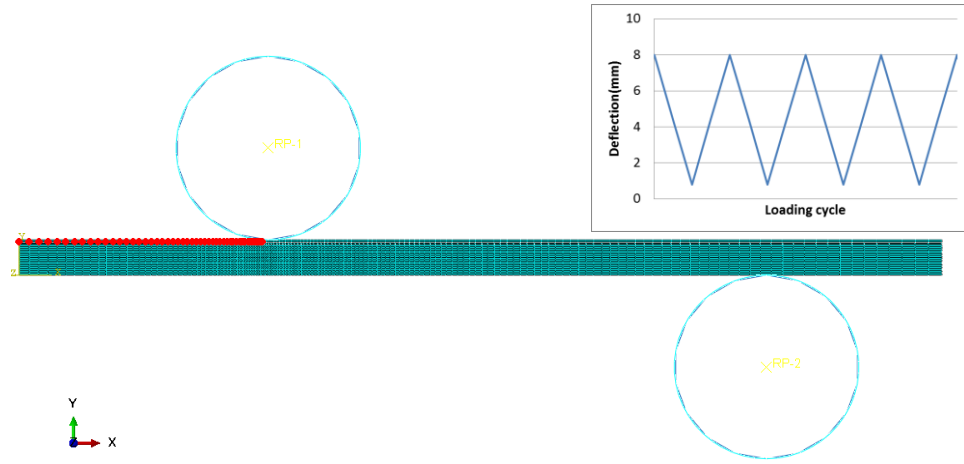 10
8
6
4
2
0
Deflection(mm)
Loading cycle
RP-1
Y
Z X
RP-2
Y
X